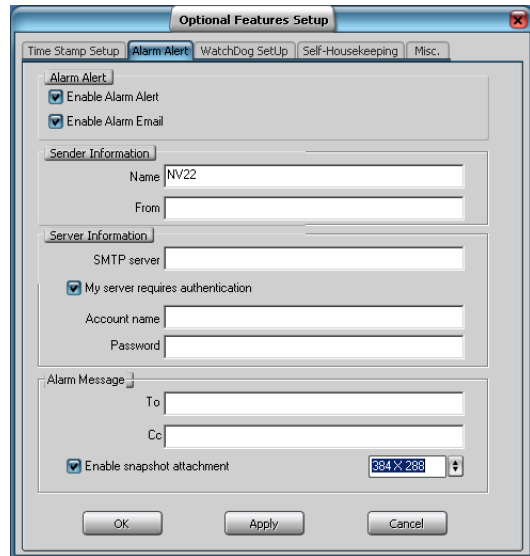 Optional Features Setup
Time Stamp Setup Alarm Alert WatchDog SetUp Self-Housekeeping Misc.
Alarm Alert
Enable Alarm Alert
Enable Alarm Email
Sender Information
Name NV22
From
Server Information
SMTP server
My server requires authentication
Account name
Password
Alarm Message
To
Cc
Enable snapshot attachment 384 X 288
OK Apply Cancel